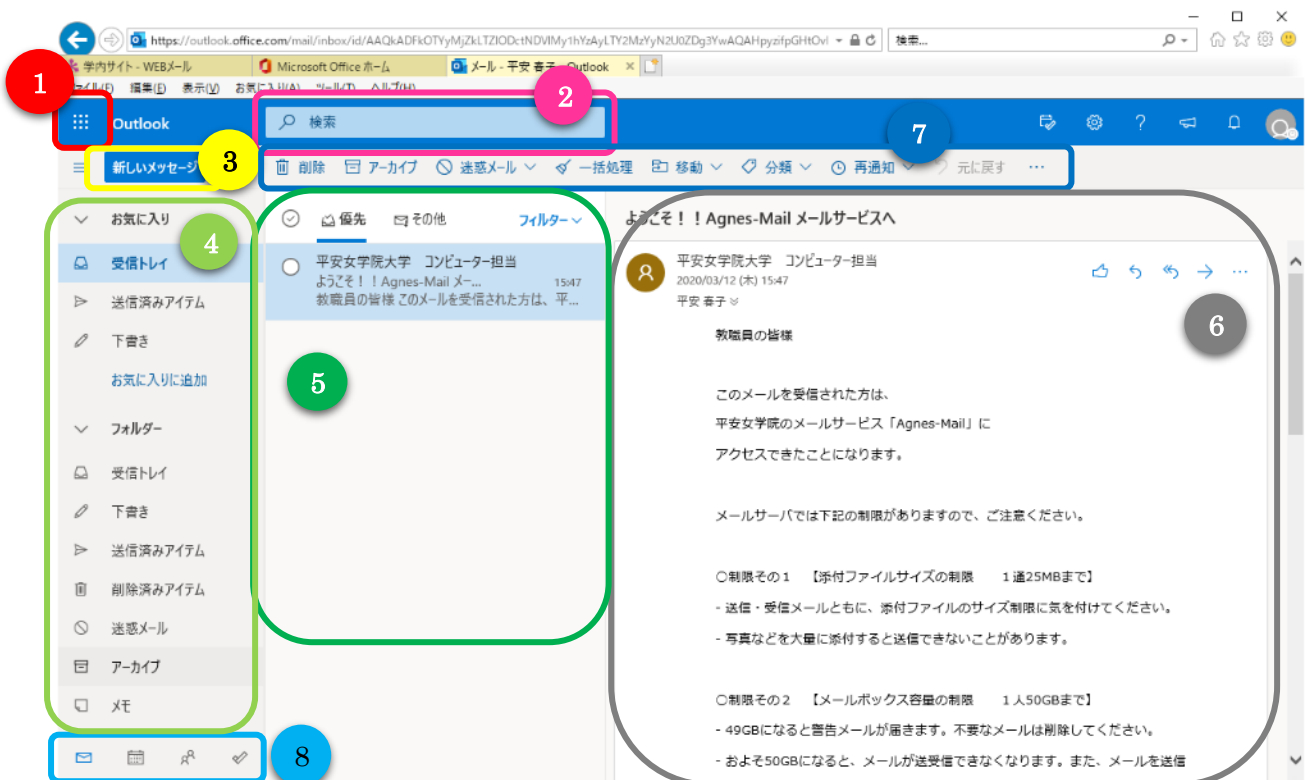 https://outlook.office.com/mail/inbox/id/AAQkADFkOTYyMjZkLTZIODctNDVlMy1hYzAyLTY2MzYyN2U0ZDg3YwAQAHpyzifpGHtOvl
検索...
学内サイト - WEBメール
Microsoft Office ホーム
メール - 平安 春子 - Outlook
ファイル(F) 編集(E) 表示(V) お気に入り(A) ツール(T) ヘルプ(H)
1
2
Outlook
検索
7
新しいメッセージ
3
削除 アーカイブ 迷惑メール 一括処理 移動 分類 再通知 元に戻す ...
お気に入り
4
受信トレイ
送信済みアイテム
下書き
お気に入りに追加
フォルダー
受信トレイ
下書き
送信済みアイテム
削除済みアイテム
迷惑メール
アーカイブ
メモ
8
優先 その他 フィルター
平安女学院大学 コンピューター担当
ようこそ！！Agnes-Mail メー... 15:47
教職員の皆様 このメールを受信された方は、平...
5
ようこそ！！Agnes-Mail メールサービスへ
R
平安女学院大学 コンピューター担当
2020/03/12 (木) 15:47
平安 春子
6
教職員の皆様
このメールを受信された方は、
平安女学院のメールサービス「Agnes-Mail」に
アクセスできたことになります。
メールサーバでは下記の制限がありますので、ご注意ください。
○制限その１ 【添付ファイルサイズの制限 １通25MBまで】
- 送信・受信メールともに、添付ファイルのサイズ制限に気を付けてください。
- 写真などを大量に添付すると送信できないことがあります。
○制限その２ 【メールボックス容量の制限 １人50GBまで】
- 49GBになると警告メールが届きます。不要なメールは削除してください。
- およそ50GBになると、メールが送受信できなくなります。また、メールを送信